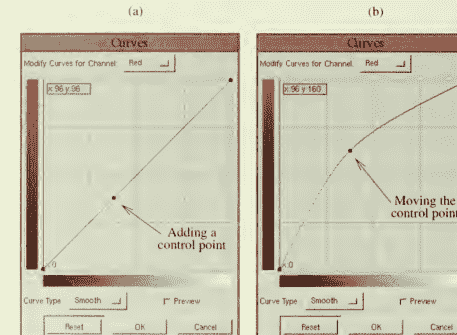 (a)
Curves
Modify Curves for Channel: Red
x:96 y:96
Adding a
control point
Curve Type Smooth Preview
Reset OK Cancel
(b)
Curves
Modify Curves for Channel: Red
x:96 y:160
Moving the
control point
Curve Type Smooth Preview
Reset OK Cancel